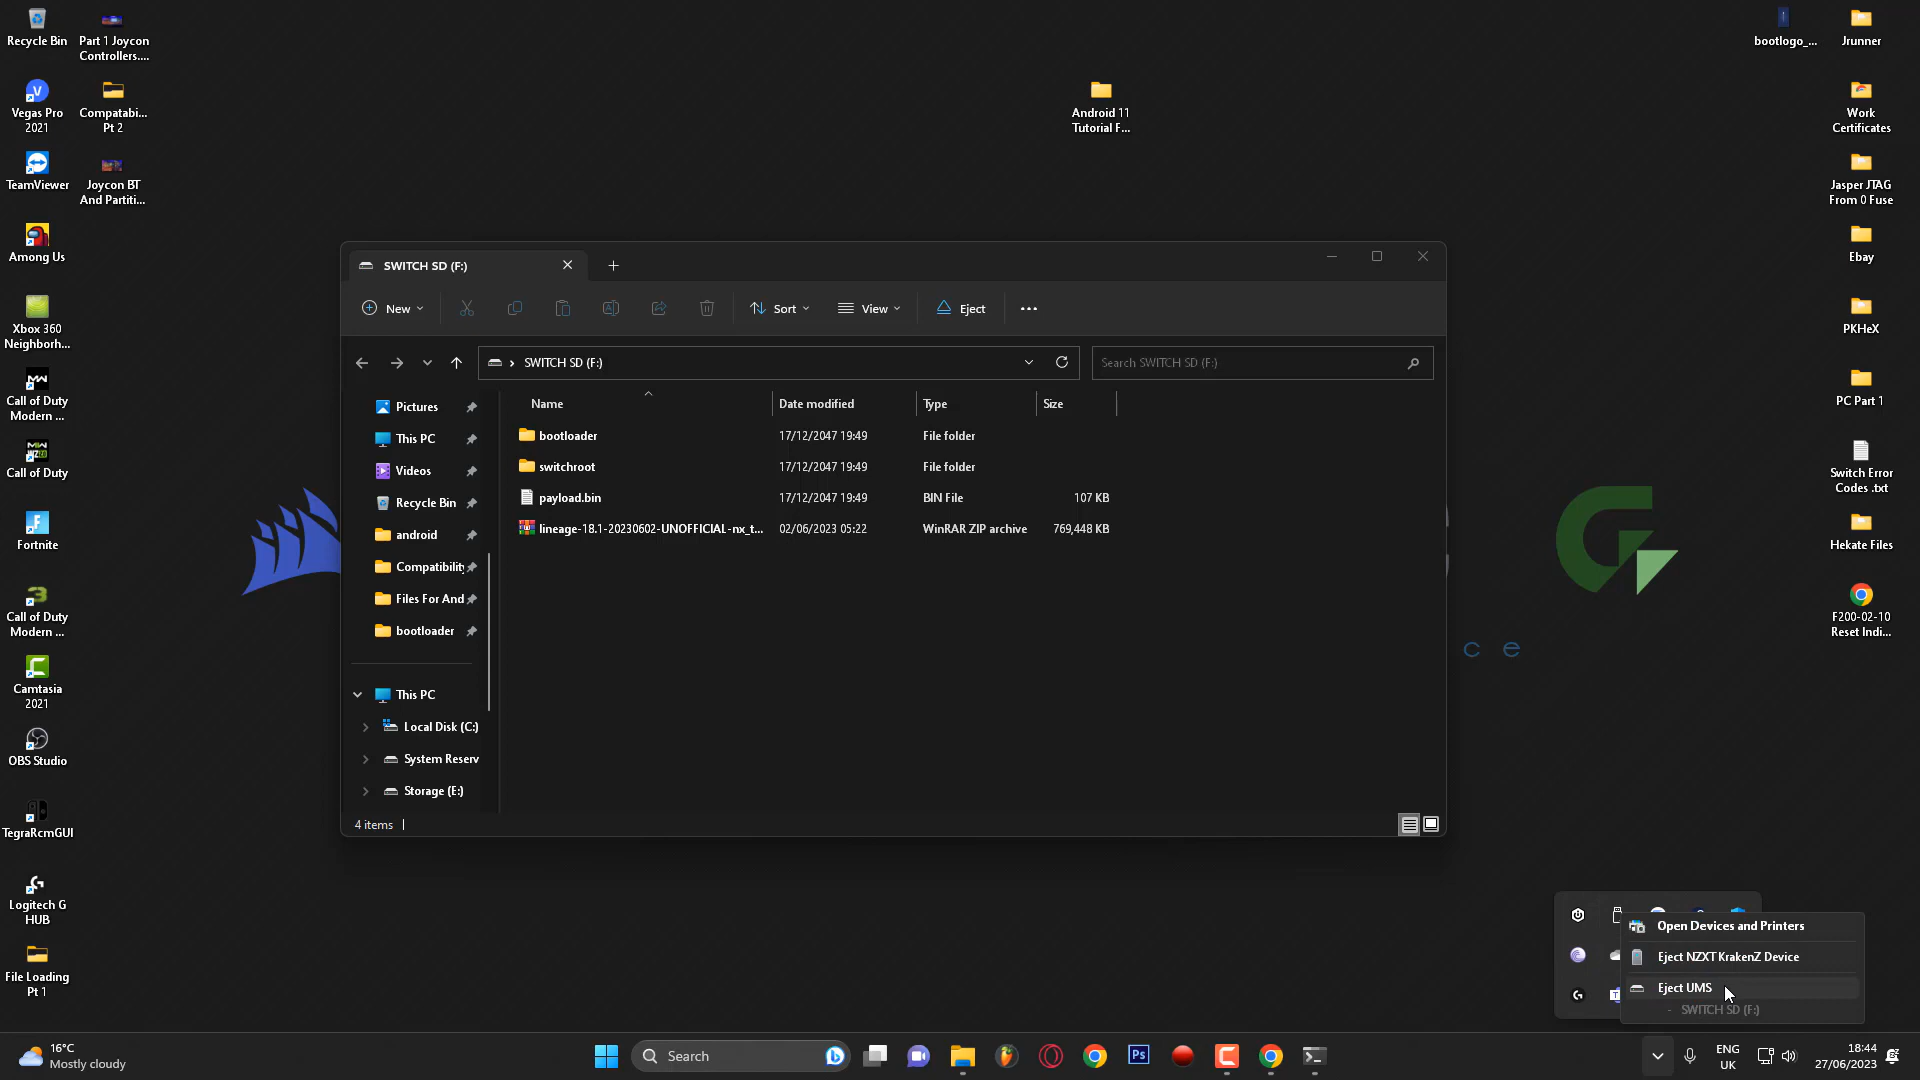 Recycle Bin
Part 1 Joycon
Controllers....
Vegas Pro
2021
Compatabi...
Pt 2
TeamViewer
Joycon BT
And Partiti...
Among Us
Xbox 360
Neighborh...
Call of Duty
Modern ...
Call of Duty
Fortnite
Call of Duty
Modern ...
Camtasia
2021
OBS Studio
TegraRcmGUI
Logitech G
HUB
File Loading
Pt 1
Android 11
Tutorial F...
bootlogo_...
Jrunner
Work
Certificates
Jasper JTAG
From 0 Fuse
Ebay
PKHeX
PC Part 1
Switch Error
Codes .txt
Hekate Files
F200-02-10
Reset Indi...
SWITCH SD (F:)
New
Sort
View
Eject
SWITCH SD (F:)
Search SWITCH SD (F:)
Pictures
This PC
Videos
Recycle Bin
android
Compatibility
Files For And
bootloader
This PC
Local Disk (C:)
System Reserv
Storage (E:)
Name Date modified Type Size
bootloader 17/12/2047 19:49 File folder
switchroot 17/12/2047 19:49 File folder
payload.bin 17/12/2047 19:49 BIN File 107 KB
lineage-18.1-20230602-UNOFFICIAL-nx_t... 02/06/2023 05:22 WinRAR ZIP archive 769,448 KB
4 items
c e
Open Devices and Printers
Eject NZXT KrakenZ Device
Eject UMS
- SWITCH SD (F:)
16°C
Mostly cloudy
Search
Ps
ENG
UK
18:44
27/06/2023